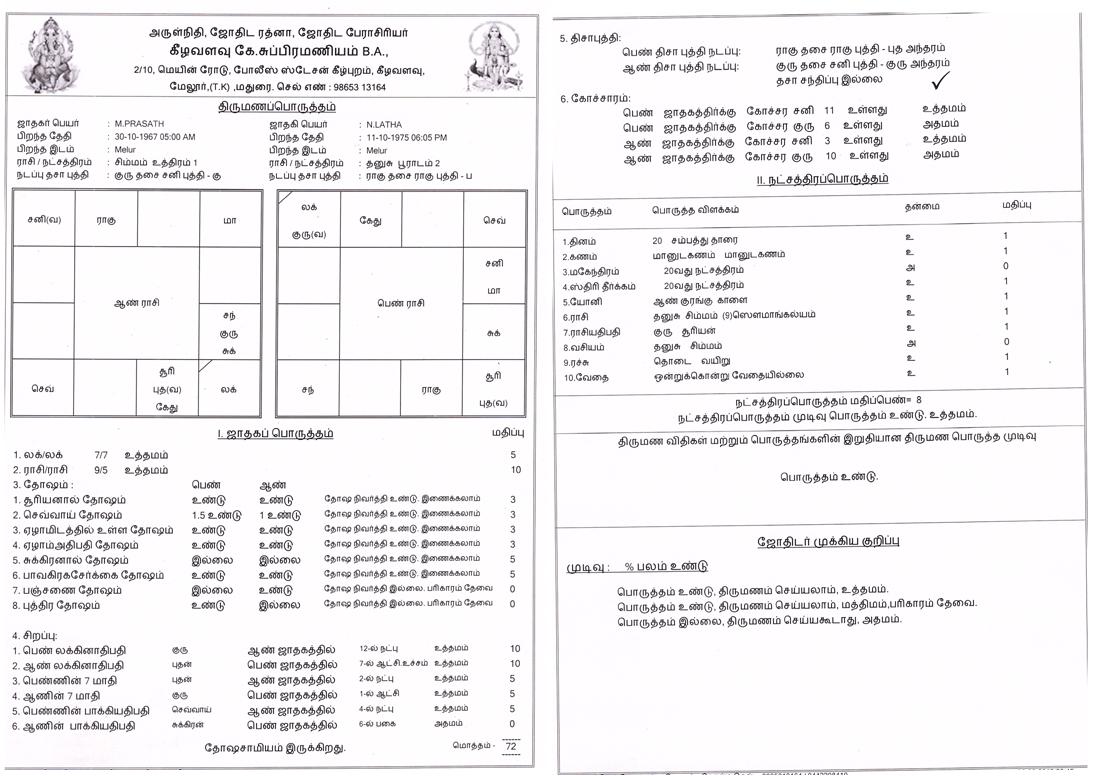 அருள்நிதி, ஜோதிட ரத்னா, ஜோதிட பேராசிரியர்
கீழவளவு கே.சுப்பிரமணியம் B.A.,
2/10, மெயின் ரோடு, போலீஸ் ஸ்டேசன் கீழ்புறம், கீழவளவு,
மேலூர்,(T.K) ,மதுரை. செல் எண் : 98653 13164
திருமணப்பொருத்தம்
ஜாதகர் பெயர் : M.PRASATH ஜாதகி பெயர் : N.LATHA
பிறந்த தேதி : 30-10-1967 05:00 AM பிறந்த தேதி : 11-10-1975 06:05 PM
பிறந்த இடம் : Melur பிறந்த இடம் : Melur
ராசி / நட்சத்திரம் : சிம்மம் உத்திரம் 1 ராசி / நட்சத்திரம் : தனுசு பூராடம் 2
நடப்பு தசா புத்தி : குரு தசை சனி புத்தி - கு நடப்பு தசா புத்தி : ராகு தசை ராகு புத்தி - ப
சனி(வ) ராகு மா
ஆண் ராசி
சந்
குரு
சுக்
செவ் சூரி புத(வ) கேது லக்
லக் குரு(வ) கேது செவ்
சனி
மா
பெண் ராசி
சுக்
சந் ராகு சூரி புத(வ)
I. ஜாதகப் பொருத்தம் மதிப்பு
1. லக்/லக் 7/7 உத்தமம் 5
2. ராசி/ராசி 9/5 உத்தமம் 10
3. தோஷம் : பெண் ஆண்
1. சூரியனால் தோஷம் உண்டு உண்டு தோஷ நிவர்த்தி உண்டு. இணைக்கலாம் 3
2. செவ்வாய் தோஷம் 1.5 உண்டு 1 உண்டு தோஷ நிவர்த்தி உண்டு. இணைக்கலாம் 3
3. ஏழாமிடத்தில் உள்ள தோஷம் உண்டு உண்டு தோஷ நிவர்த்தி உண்டு. இணைக்கலாம் 3
4. ஏழாம்அதிபதி தோஷம் உண்டு உண்டு தோஷ நிவர்த்தி உண்டு. இணைக்கலாம் 3
5. சுக்கிரனால் தோஷம் இல்லை இல்லை தோஷ நிவர்த்தி உண்டு. இணைக்கலாம் 5
6. பாவகிரகசேர்க்கை தோஷம் உண்டு உண்டு தோஷ நிவர்த்தி உண்டு. இணைக்கலாம் 5
7. பஞ்சணை தோஷம் இல்லை உண்டு தோஷ நிவர்த்தி இல்லை. பரிகாரம் தேவை 0
8. புத்திர தோஷம் உண்டு இல்லை தோஷ நிவர்த்தி இல்லை. பரிகாரம் தேவை 0
4. சிறப்பு:
1. பெண் லக்கினாதிபதி குரு ஆண் ஜாதகத்தில் 12-ல் நட்பு உத்தமம் 10
2. ஆண் லக்கினாதிபதி புதன் பெண் ஜாதகத்தில் 7-ல் ஆட்சி.உச்சம் உத்தமம் 10
3. பெண்ணின் 7 மாதி புதன் ஆண் ஜாதகத்தில் 2-ல் நட்பு உத்தமம் 5
4. ஆணின் 7 மாதி குரு பெண் ஜாதகத்தில் 1-ல் ஆட்சி உத்தமம் 5
5. பெண்ணின் பாக்கியதிபதி செவ்வாய் ஆண் ஜாதகத்தில் 4-ல் நட்பு உத்தமம் 5
6. ஆணின் பாக்கியதிபதி சுக்கிரன் பெண் ஜாதகத்தில் 6-ல் பகை அதமம் 0
தோஷசாமியம் இருக்கிறது. மொத்தம் - 72
5. திசாபுத்தி:
பெண் திசா புத்தி நடப்பு: ராகு தசை ராகு புத்தி - புத அந்தரம்
ஆண் திசா புத்தி நடப்பு: குரு தசை சனி புத்தி - குரு அந்தரம்
தசா சந்திப்பு இல்லை ✓
6. கோச்சாரம்:
பெண் ஜாதகத்திர்க்கு கோச்சர சனி 11 உள்ளது உத்தமம்
பெண் ஜாதகத்திர்க்கு கோச்சர குரு 6 உள்ளது அதமம்
ஆண் ஜாதகத்திர்க்கு கோச்சர சனி 3 உள்ளது உத்தமம்
ஆண் ஜாதகத்திர்க்கு கோச்சர குரு 10 உள்ளது அதமம்
II. நட்சத்திரப்பொருத்தம்
பொருத்தம் பொருத்த விளக்கம் தன்மை மதிப்பு
1.தினம் 20 சம்பத்து தாரை உ 1
2.கணம் மானுடகணம் மானுடகணம் உ 1
3.மகேந்திரம் 20வது நட்சத்திரம் அ 0
4.ஸ்திரி தீர்க்கம் 20வது நட்சத்திரம் உ 1
5.யோனி ஆண் குரங்கு காளை உ 1
6.ராசி தனுசு சிம்மம் (9)ஸௌமாங்கல்யம் உ 1
7.ராசியதிபதி குரு சூரியன் உ 1
8.வசியம் தனுசு சிம்மம் அ 0
9.ரச்சு தொடை வயிறு உ 1
10.வேதை ஒன்றுக்கொன்று வேதையில்லை உ 1
நட்சத்திரப்பொருத்தம் மதிப்பெண்= 8
நட்சத்திரப்பொருத்தம் முடிவு பொருத்தம் உண்டு. உத்தமம்.
திருமண விதிகள் மற்றும் பொருத்தங்களின் இறுதியான திருமண பொருத்த முடிவு
பொருத்தம் உண்டு.
ஜோதிடர் முக்கிய குறிப்பு
முடிவு : % பலம் உண்டு
பொருத்தம் உண்டு, திருமணம் செய்யலாம், உத்தமம்.
பொருத்தம் உண்டு, திருமணம் செய்யலாம், மத்திமம்,பரிகாரம் தேவை.
பொருத்தம் இல்லை, திருமணம் செய்யகூடாது, அதமம்.